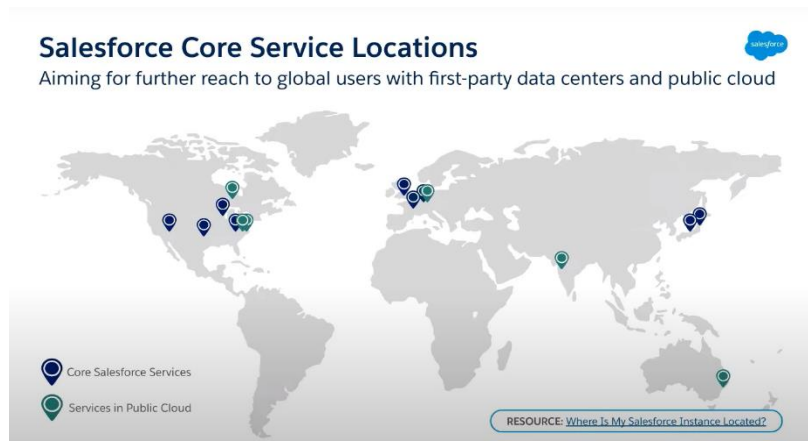 Salesforce Core Service Locations
salesforce
Aiming for further reach to global users with first-party data centers and public cloud
Core Salesforce Services
Services in Public Cloud
RESOURCE: Where Is My Salesforce Instance Located?